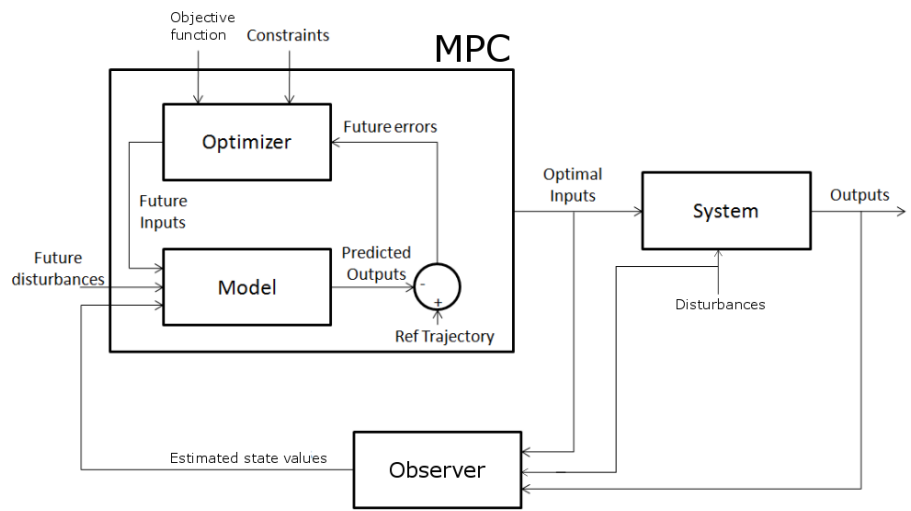 Objective
function
Constraints
MPC
Optimizer
Future errors
Future
Inputs
Optimal
Inputs
System
Outputs
Future
disturbances
Model
Predicted
Outputs
-
+
Ref Trajectory
Disturbances
Estimated state values
Observer